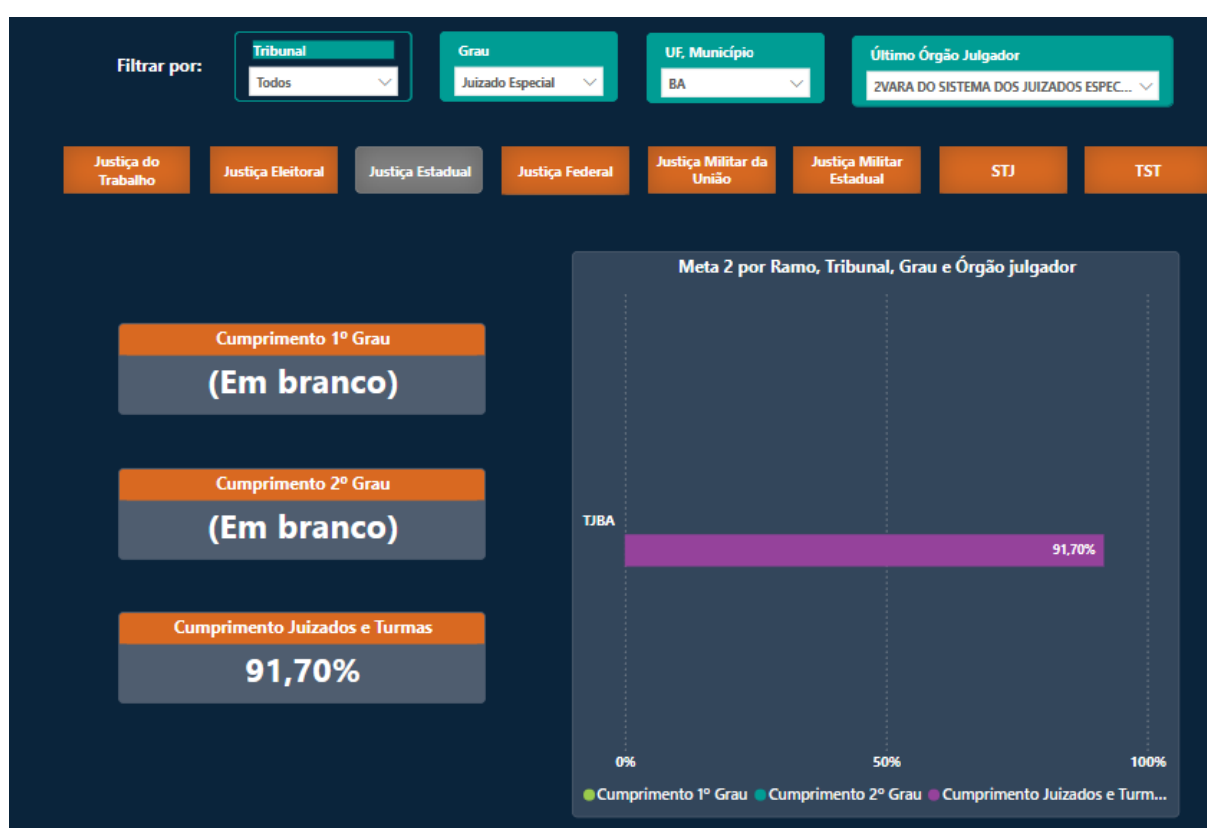 Filtrar por:
Tribunal
Todos
Grau
Juizado Especial
UF, Município
BA
Último Órgão Julgador
2VARA DO SISTEMA DOS JUIZADOS ESPEC...
Justiça do
Trabalho
Justiça Eleitoral
Justiça Estadual
Justiça Federal
Justiça Militar da
União
Justiça Militar
Estadual
STJ
TST
Cumprimento 1º Grau
(Em branco)
Cumprimento 2º Grau
(Em branco)
Cumprimento Juizados e Turmas
91,70%
Meta 2 por Ramo, Tribunal, Grau e Órgão julgador
TJBA
91,70%
0%
50%
100%
Cumprimento 1º Grau
Cumprimento 2º Grau
Cumprimento Juizados e Turm...